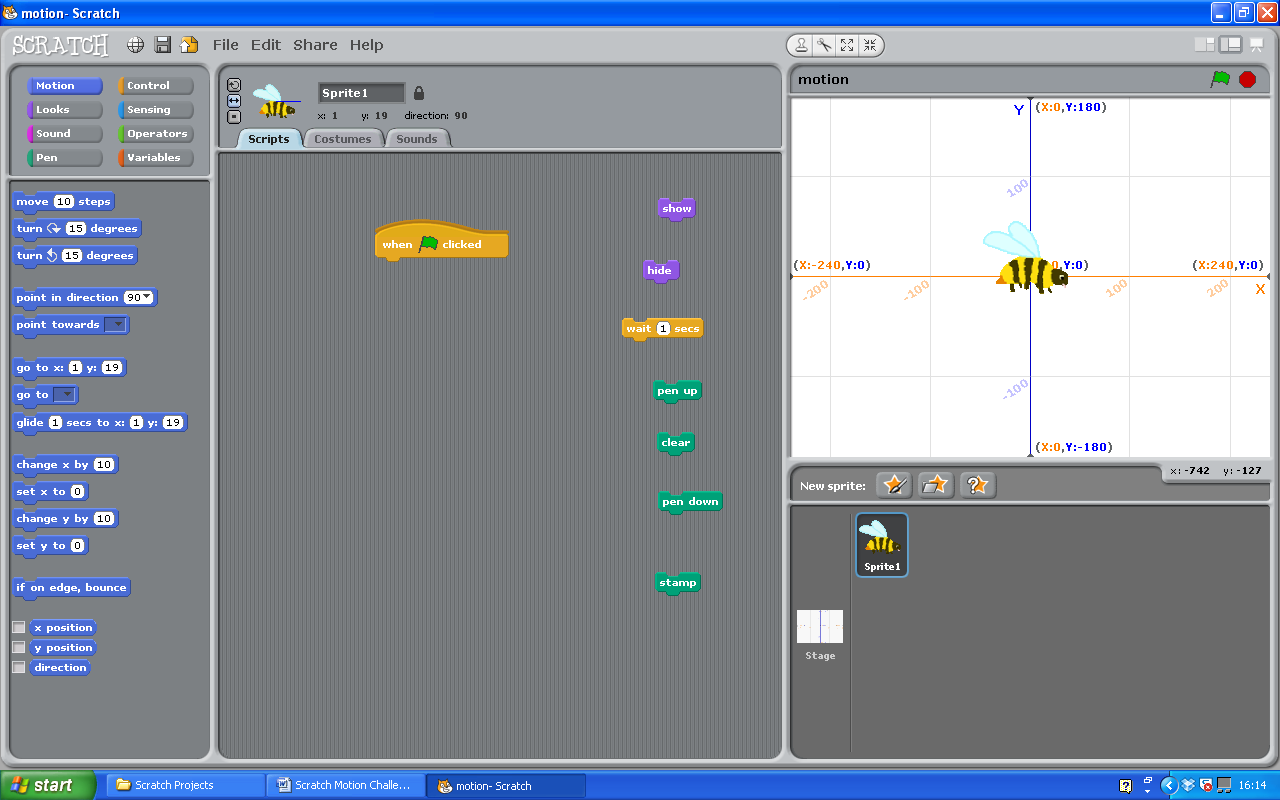 motion- Scratch
SCRATCH
File Edit Share Help
Motion Control
Looks Sensing
Sound Operators
Pen Variables
move 10 steps
turn 15 degrees
turn 15 degrees
point in direction 90
point towards
go to x: 1 y: 19
go to
glide 1 secs to x: 1 y: 19
change x by 10
set x to 0
change y by 10
set y to 0
if on edge, bounce
x position
y position
direction
Sprite1
x: 1 y: 19 direction: 90
Scripts Costumes Sounds
when clicked
show
hide
wait 1 secs
pen up
clear
pen down
stamp
motion
Y (X:0,Y:180)
100
(X:-240,Y:0) 0,Y:0) (X:240,Y:0)
-200 -100 100 200 X
-100
(X:0,Y:-180)
x: -742 y: -127
New sprite:
Sprite1
Stage
start Scratch Projects Scratch Motion Challe... motion- Scratch 16:14